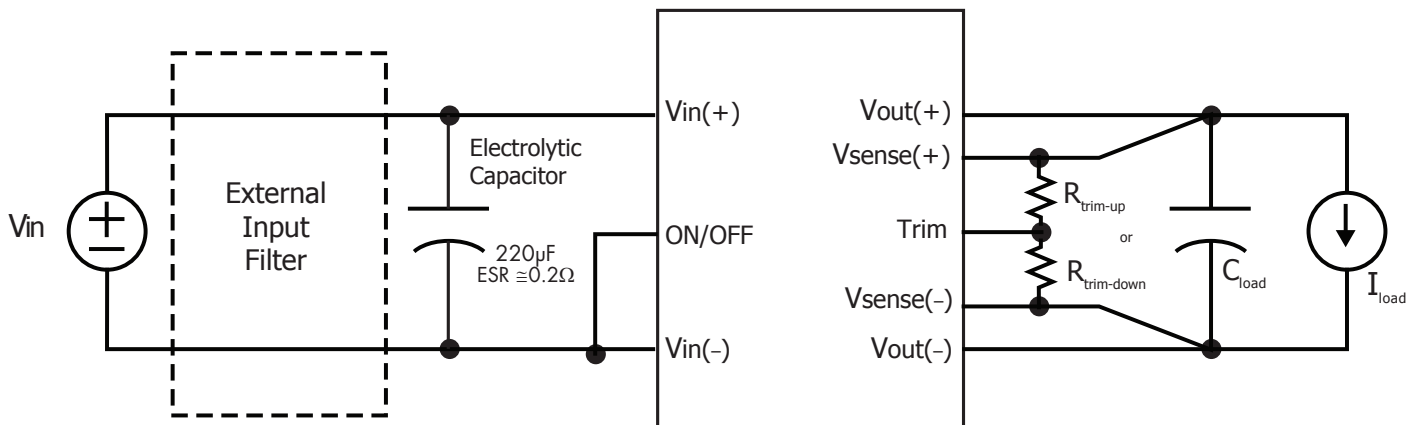 Vin
External
Input
Filter
Electrolytic
Capacitor
220µF
ESR ≅0.2Ω
Vin(+)
ON/OFF
Vin(−)
Vout(+)
Vsense(+)
Trim
Vsense(−)
Vout(−)
Rtrim-up
or
Rtrim-down
Cload
Iload